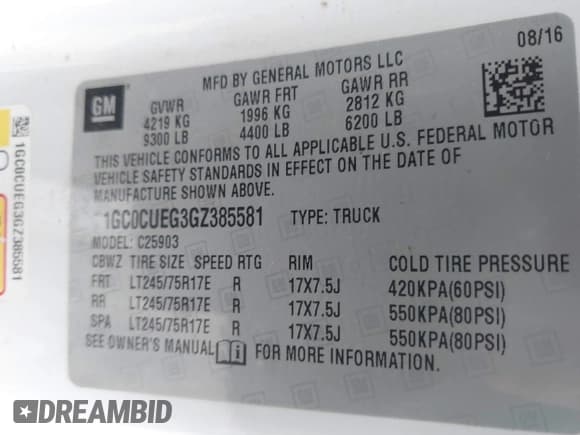 08/16
MFD BY GENERAL MOTORS LLC
GM
GVWR GAWR FRT GAWR RR
4219 KG 1996 KG 2812 KG
9300 LB 4400 LB 6200 LB
THIS VEHICLE CONFORMS TO ALL APPLICABLE U.S. FEDERAL MOTOR
VEHICLE SAFETY STANDARDS IN EFFECT ON THE DATE OF
MANUFACTURE SHOWN ABOVE.
1GC0CUEG3GZ385581 TYPE: TRUCK
MODEL: C25903
CBWZ TIRE SIZE SPEED RTG RIM COLD TIRE PRESSURE
FRT LT245/75R17E R 17X7.5J 420KPA(60PSI)
RR LT245/75R17E R 17X7.5J 550KPA(80PSI)
SPA LT245/75R17E R 17X7.5J 550KPA(80PSI)
SEE OWNER'S MANUAL FOR MORE INFORMATION.
1GC0CUEG3GZ385581
DREAMBID